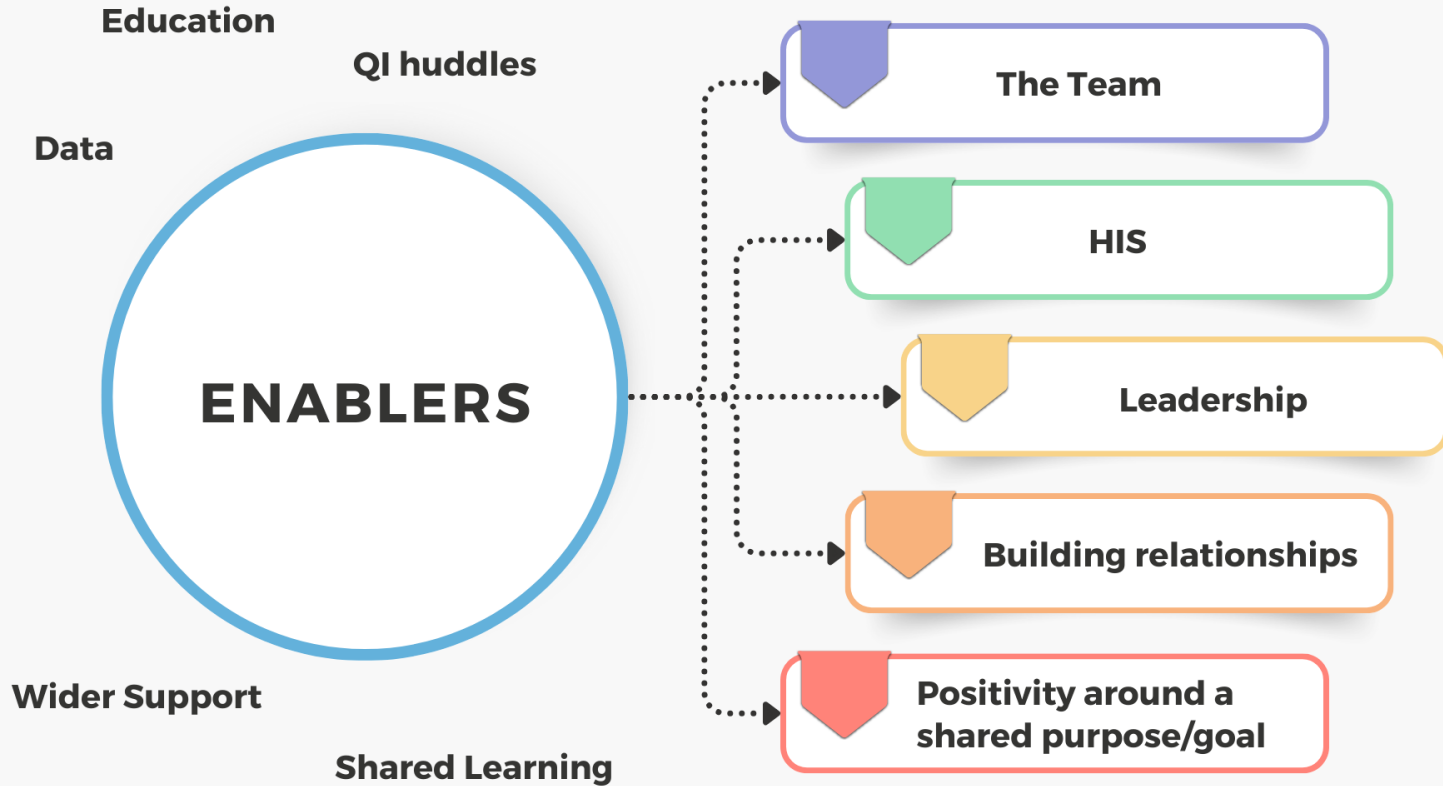 Education
QI huddles
Data
ENABLERS
Wider Support
Shared Learning
The Team
HIS
Leadership
Building relationships
Positivity around a
shared purpose/goal